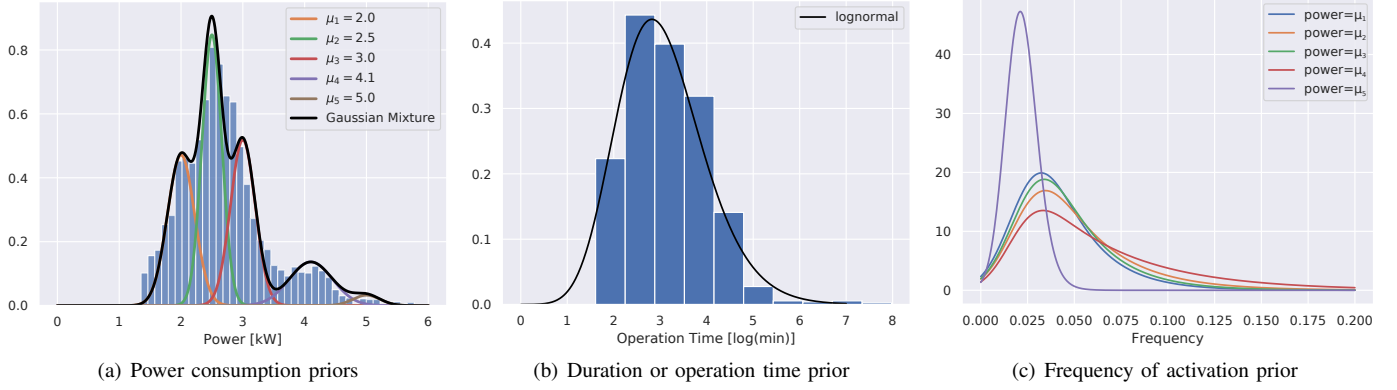 0.8
0.6
0.4
0.2
0.0
0 1 2 3 4 5 6
Power [kW]
μ₁ = 2.0
μ₂ = 2.5
μ₃ = 3.0
μ₄ = 4.1
μ₅ = 5.0
Gaussian Mixture
(a) Power consumption priors
0.4
0.3
0.2
0.1
0.0
0 1 2 3 4 5 6 7 8
Operation Time [log(min)]
lognormal
(b) Duration or operation time prior
40
30
20
10
0
0.000 0.025 0.050 0.075 0.100 0.125 0.150 0.175 0.200
Frequency
power=μ₁
power=μ₂
power=μ₃
power=μ₄
power=μ₅
(c) Frequency of activation prior